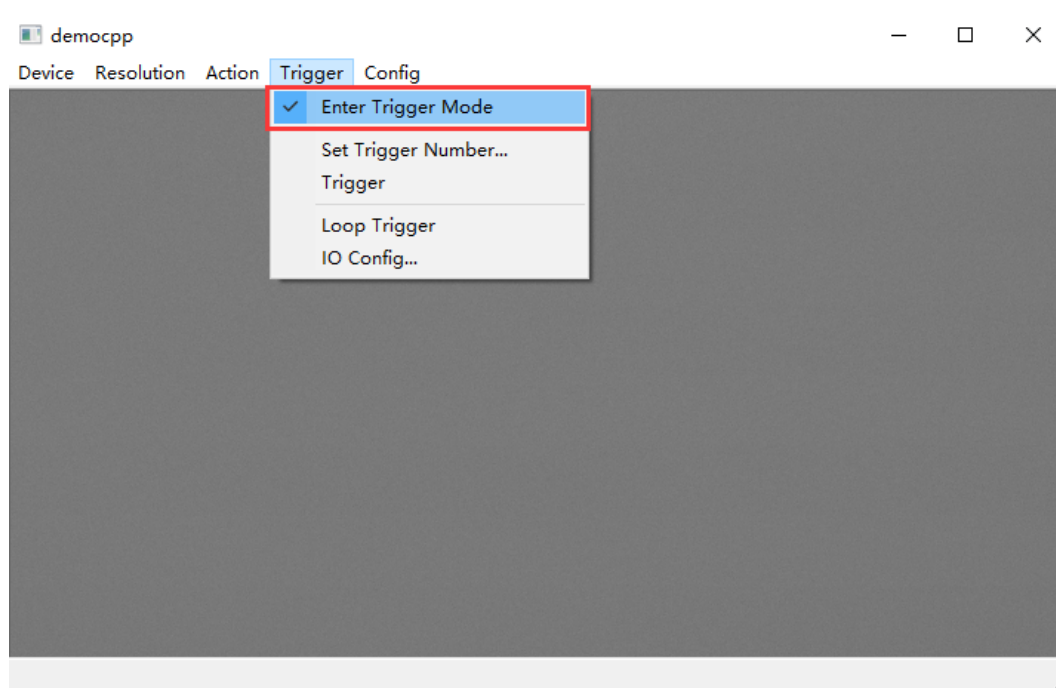 democpp
Device Resolution Action Trigger Config
Enter Trigger Mode
Set Trigger Number...
Trigger
Loop Trigger
IO Config...